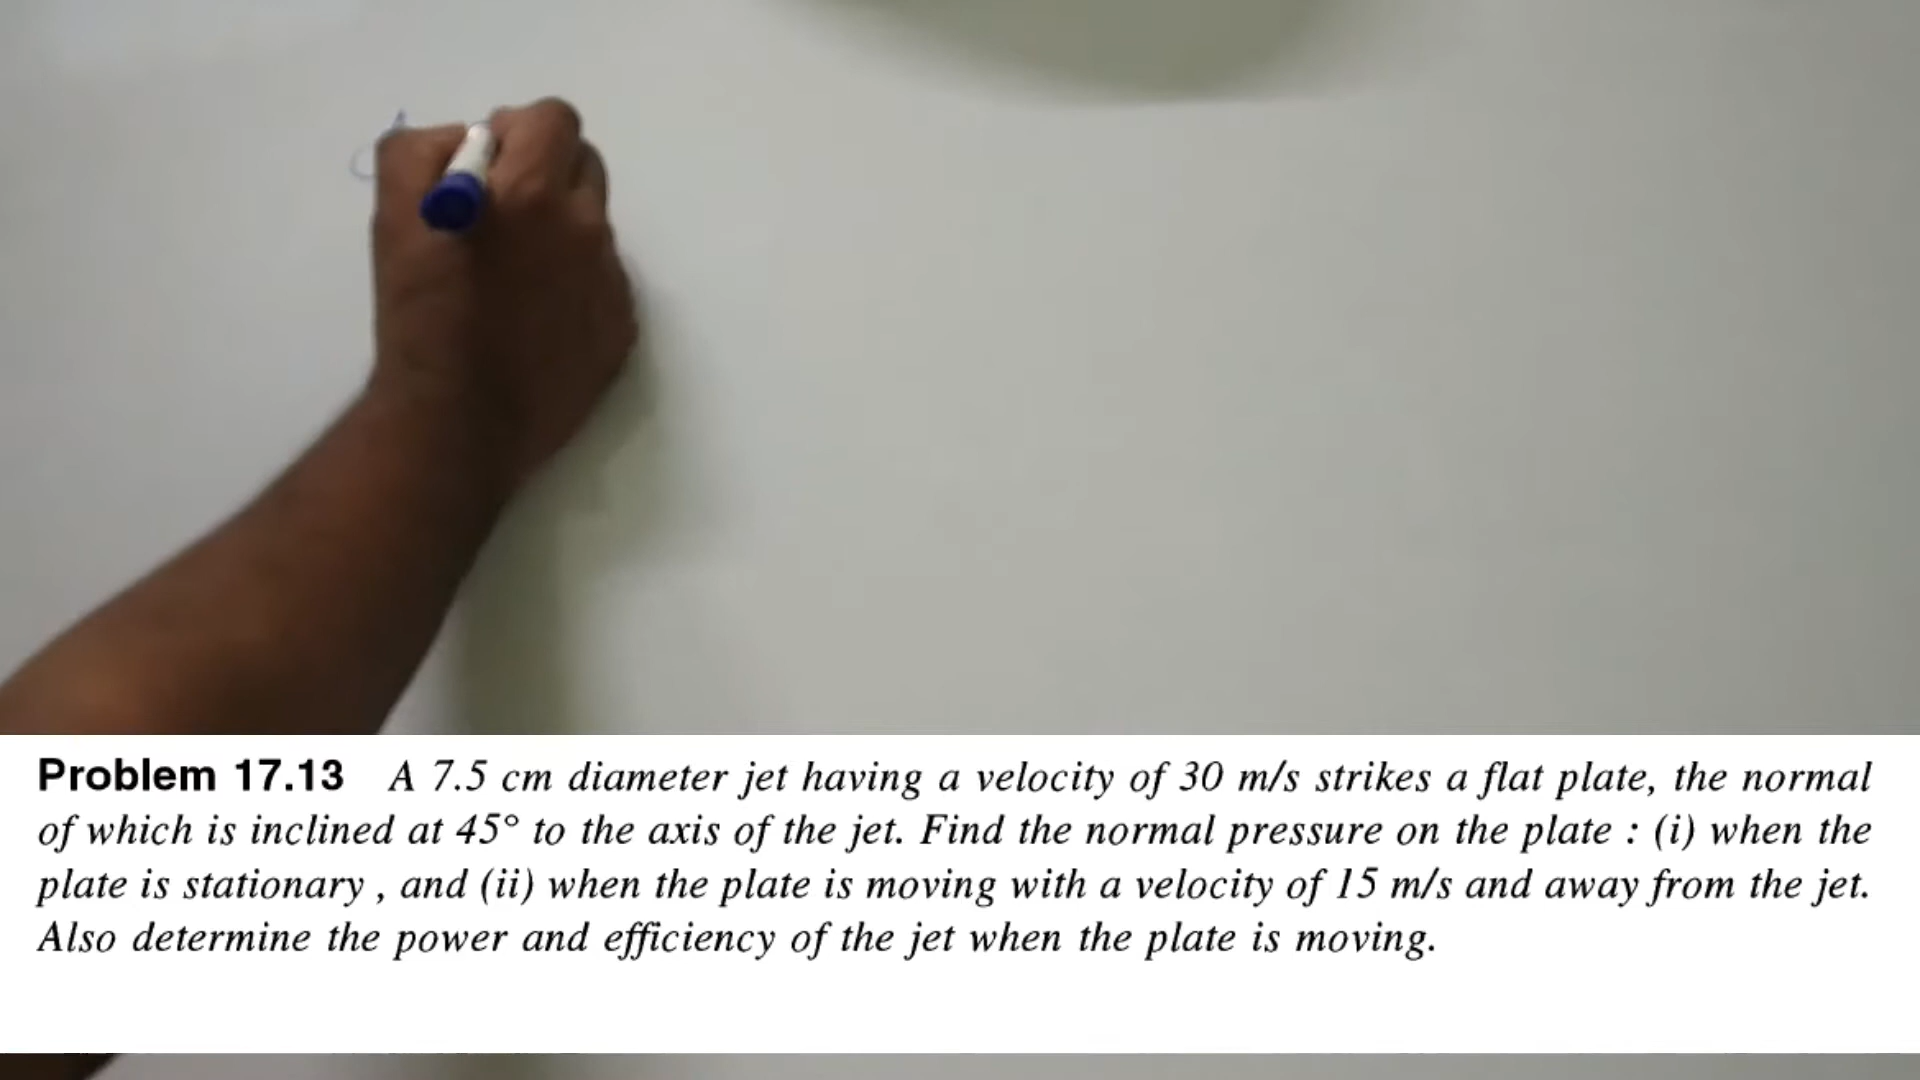 Problem 17.13 A 7.5 cm diameter jet having a velocity of 30 m/s strikes a flat plate, the normal
of which is inclined at 45° to the axis of the jet. Find the normal pressure on the plate : (i) when the
plate is stationary , and (ii) when the plate is moving with a velocity of 15 m/s and away from the jet.
Also determine the power and efficiency of the jet when the plate is moving.